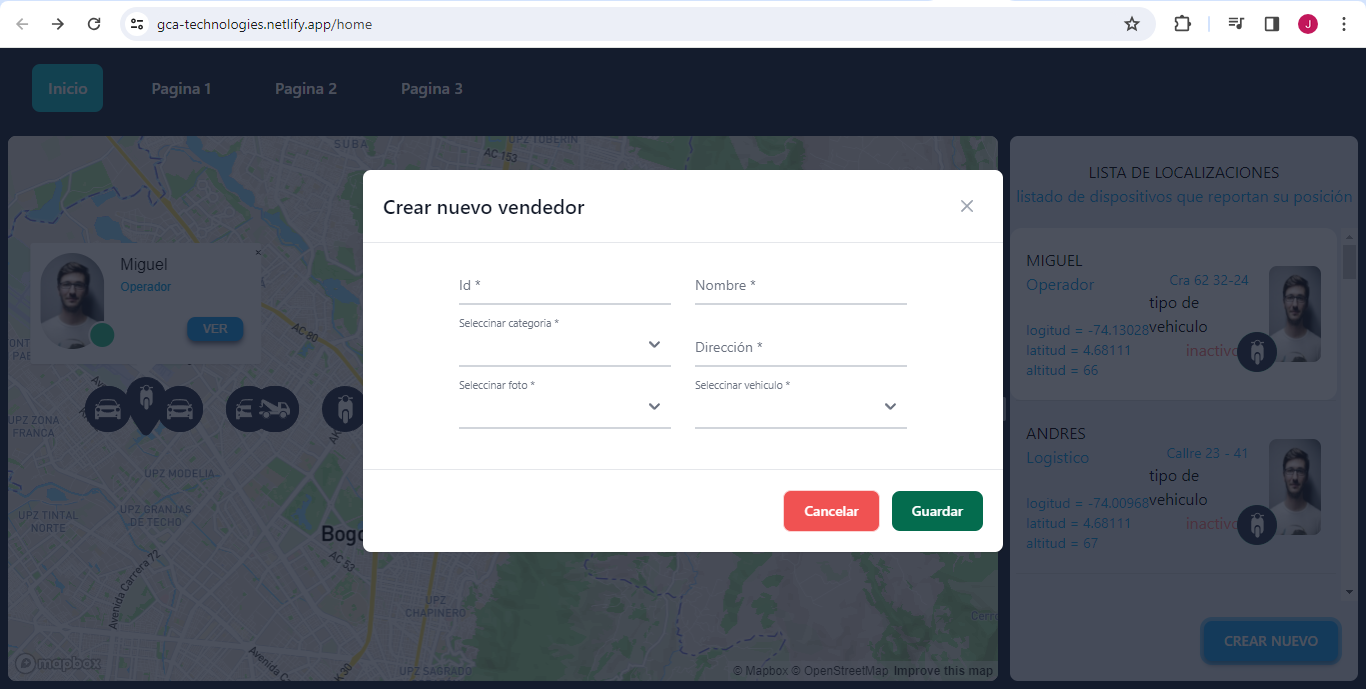 gca-technologies.netlify.app/home
J
Inicio
Pagina 1
Pagina 2
Pagina 3
SUBA
UPZ TOBERIN
AC 153
Miguel
Operador
×
VER
AC 80
UPZ ZONA
FRANCA
UPZ MODELIA
UPZ TINTAL
NORTE
UPZ GRANJAS
DE TECHO
Avenida Carrera 72
AC 53
UPZ
CHAPINERO
AK 30
UPZ SAGRADO
mapbox
© Mapbox © OpenStreetMap Improve this map
Crear nuevo vendedor
Id *
Nombre *
Seleccinar categoria *
Dirección *
Seleccinar foto *
Seleccinar vehiculo *
Cancelar
Guardar
LISTA DE LOCALIZACIONES
listado de dispositivos que reportan su posición
MIGUEL
Operador
Cra 62 32-24
tipo de
vehiculo
logitud = -74.13028
latitud = 4.68111
altitud = 66
inactivo
ANDRES
Logistico
Callre 23 - 41
tipo de
vehiculo
logitud = -74.00968
latitud = 4.68111
altitud = 67
inactivo
CREAR NUEVO